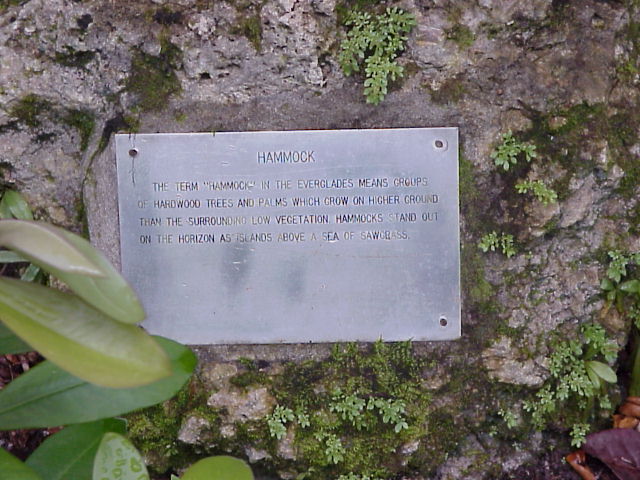 HAMMOCK
THE TERM "HAMMOCK" IN THE EVERGLADES MEANS GROUPS
OF HARDWOOD TREES AND PALMS WHICH GROW ON HIGHER GROUND
THAN THE SURROUNDING LOW VEGETATION. HAMMOCKS STAND OUT
ON THE HORIZON AS ISLANDS ABOVE A SEA OF SAWGRASS.